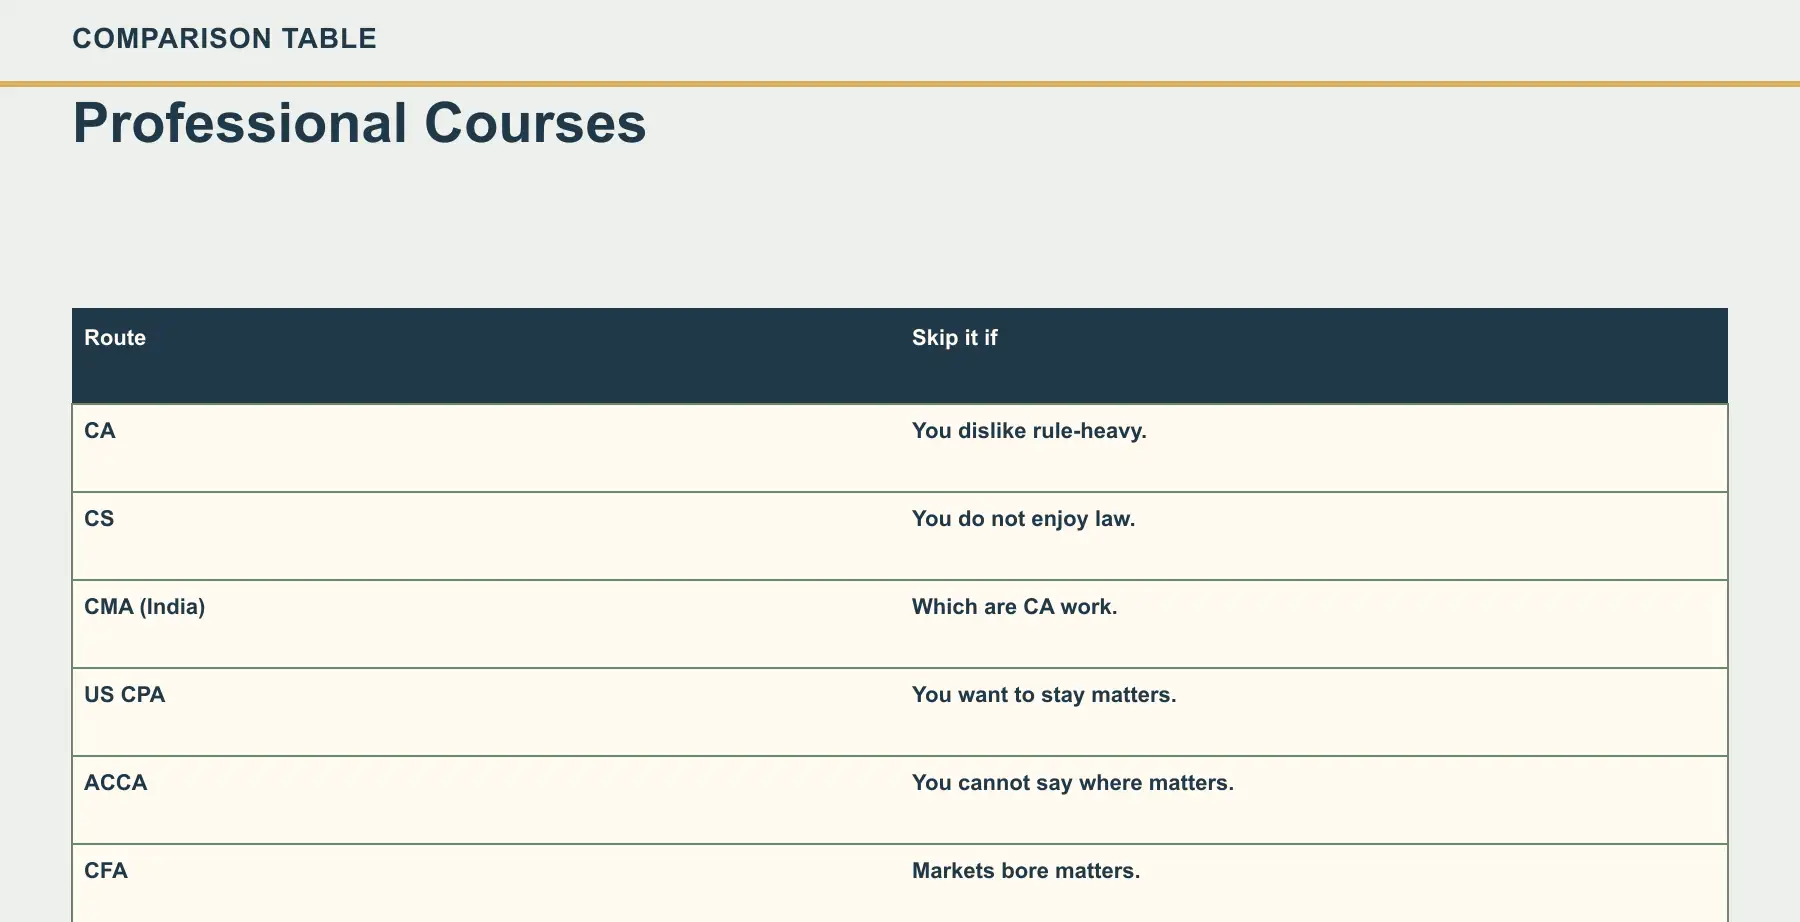 COMPARISON TABLE
Professional Courses
Route Skip it if
CA You dislike rule-heavy.
CS You do not enjoy law.
CMA (India) Which are CA work.
US CPA You want to stay matters.
ACCA You cannot say where matters.
CFA Markets bore matters.